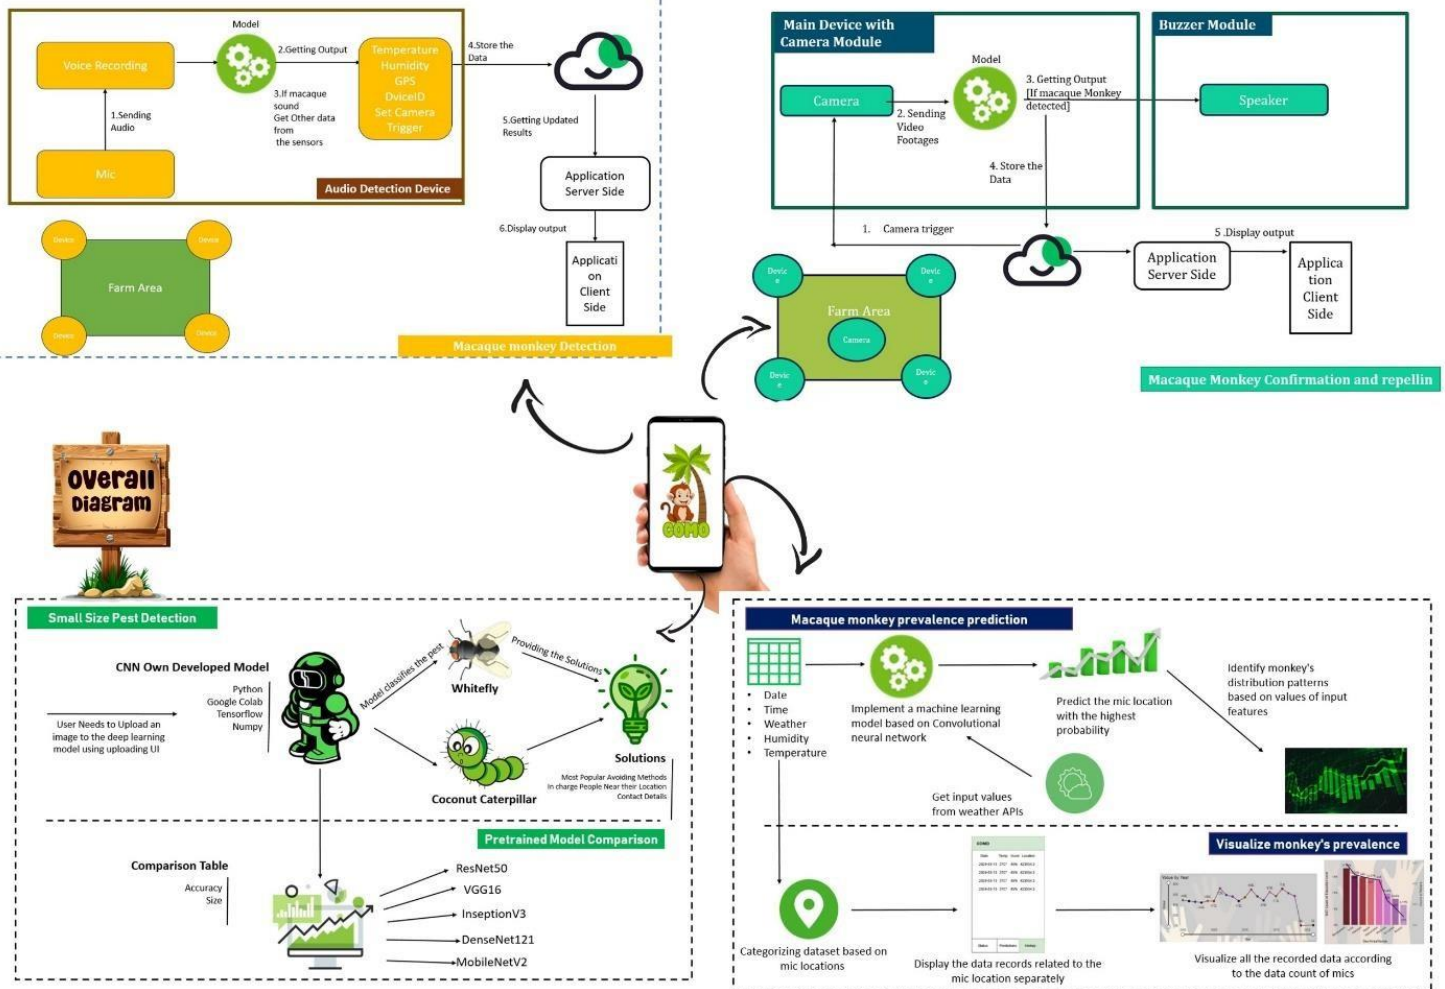 Model
Voice Recording
2.Getting Output
Temperature
Humidity
GPS
DviceID
Set Camera
Trigger
4.Store the
Data
1.Sending
Audio
3.If macaque
sound
Get Other data
from
the sensors
Mic
Audio Detection Device
5.Getting Updated
Results
Application
Server Side
6.Display output
Applicati
on
Client
Side
Device
Device
Farm Area
Device
Device
Macaque monkey Detection
Main Device with
Camera Module
Model
Camera
2. Sending
Video
Footages
3. Getting Output
[If macaque Monkey
detected]
4. Store the
Data
Buzzer Module
Speaker
1. Camera trigger
Application
Server Side
5 .Display output
Applica
tion
Client
Side
Devic
e
Devic
e
Farm Area
Camera
Devic
e
Devic
e
Macaque Monkey Confirmation and repellin
Overall
Diagram
COMO
Small Size Pest Detection
CNN Own Developed Model
Python
Google Colab
Tensorflow
Numpy
User Needs to Upload an
image to the deep learning
model using uploading UI
Model classifies the pest
Whitefly
Providing the Solutions
Coconut Caterpillar
Solutions
Most Popular Avoiding Methods
In charge People Near their Location
Contact Details
Pretrained Model Comparison
Comparison Table
Accuracy
Size
ResNet50
VGG16
InseptionV3
DenseNet121
MobileNetV2
Macaque monkey prevalence prediction
• Date
• Time
• Weather
• Humidity
• Temperature
Implement a machine learning
model based on Convolutional
neural network
Predict the mic location
with the highest
probability
Identify monkey's
distribution patterns
based on values of input
features
Get input values
from weather APIs
Visualize monkey's prevalence
Categorizing dataset based on
mic locations
COMO
Display the data records related to the
mic location separately
Visualize all the recorded data according
to the data count of mics